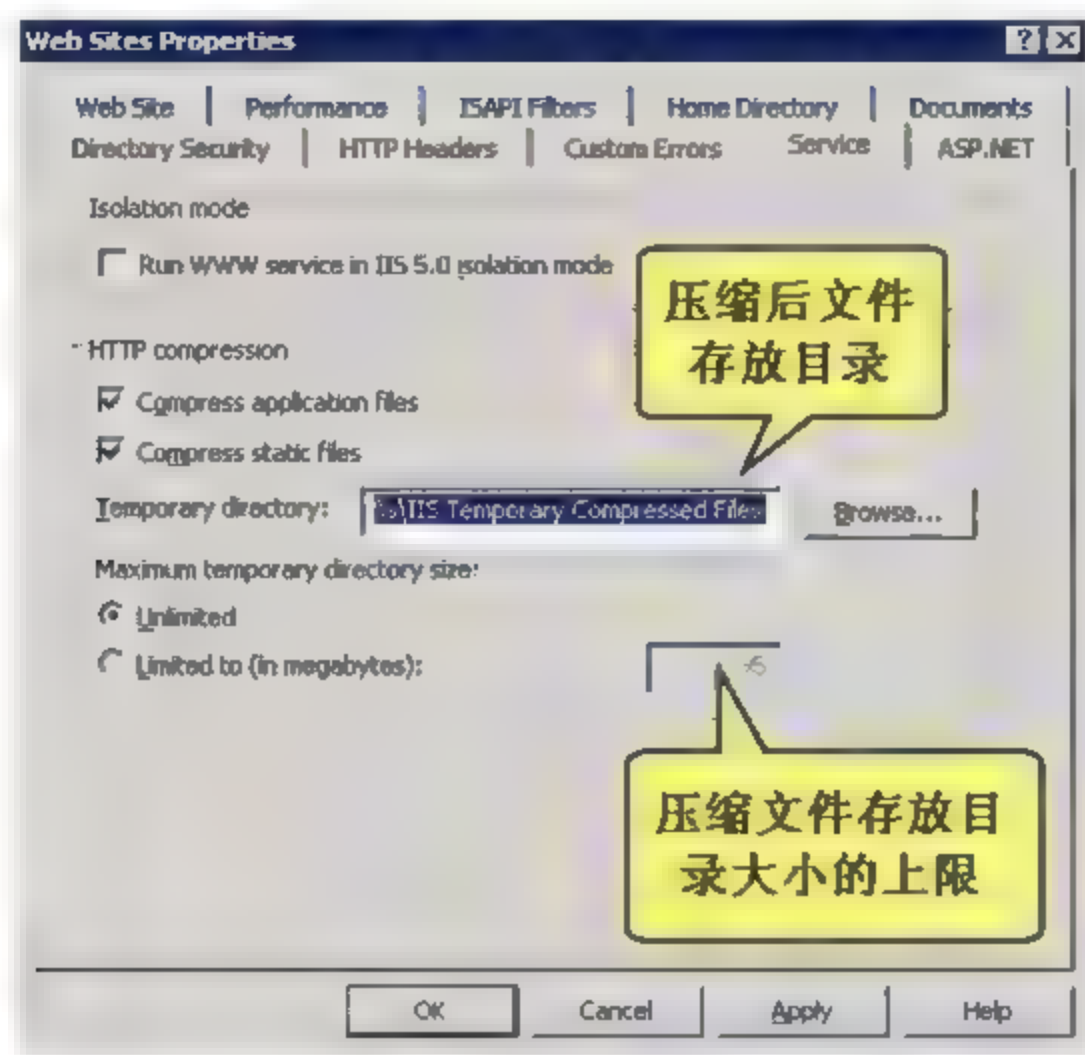 Web Sites Properties
Web Site Performance ISAPI Filters Home Directory Documents
Directory Security HTTP Headers Custom Errors Service ASP.NET
Isolation mode
Run WWW service in IIS 5.0 isolation mode
压缩后文件
存放目录
HTTP compression
Compress application files
Compress static files
Temporary directory: \IIS Temporary Compressed Files Browse...
Maximum temporary directory size:
Unlimited
Limited to (in megabytes):
压缩文件存放目
录大小的上限
OK Cancel Apply Help